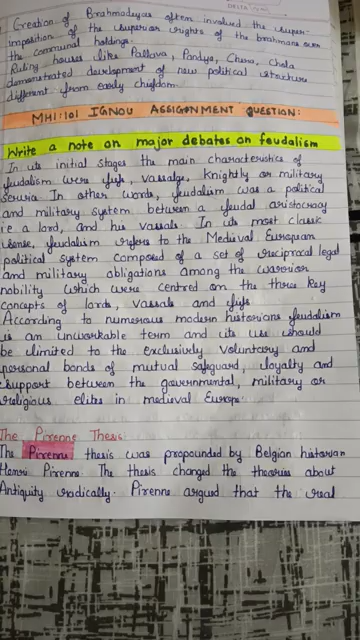 Creation of Brahmadeyas often involved the super-
imposition of the superior rights of the brahmans over
the communal holdings.
Ruling houses like Pallava, Pandya, Chera, Chola
demonstrated development of new political structure
different from early chiefdom.
MHI:101 IGNOU ASSIGNMENT QUESTION:
Write a note on major debates on feudalism
In its initial stages the main characteristics of
feudalism were fiefs, vassalage, Knightly or military
service. In other words, feudalism was a political
and military system between a feudal aristocracy
i.e a lord, and his vassals. In its most classic
sense, feudalism refers to the Medieval European
political system composed of a set of reciprocal legal
and military obligations among the warrior
nobility which were centred on the three key
concepts of lords, vassals and fiefs.
According to numerous modern historians feudalism
is an unworkable term and its use should
be limited to the exclusively voluntary and
personal bonds of mutual safeguard, loyalty and
support between the governmental, military or
religious elites in medieval Europe.
The Pirenne Thesis:
The Pirenne thesis was propounded by Belgian historian
Henri Pirenne. The thesis changed the theories about
Antiquity radically. Pirenne argued that the real